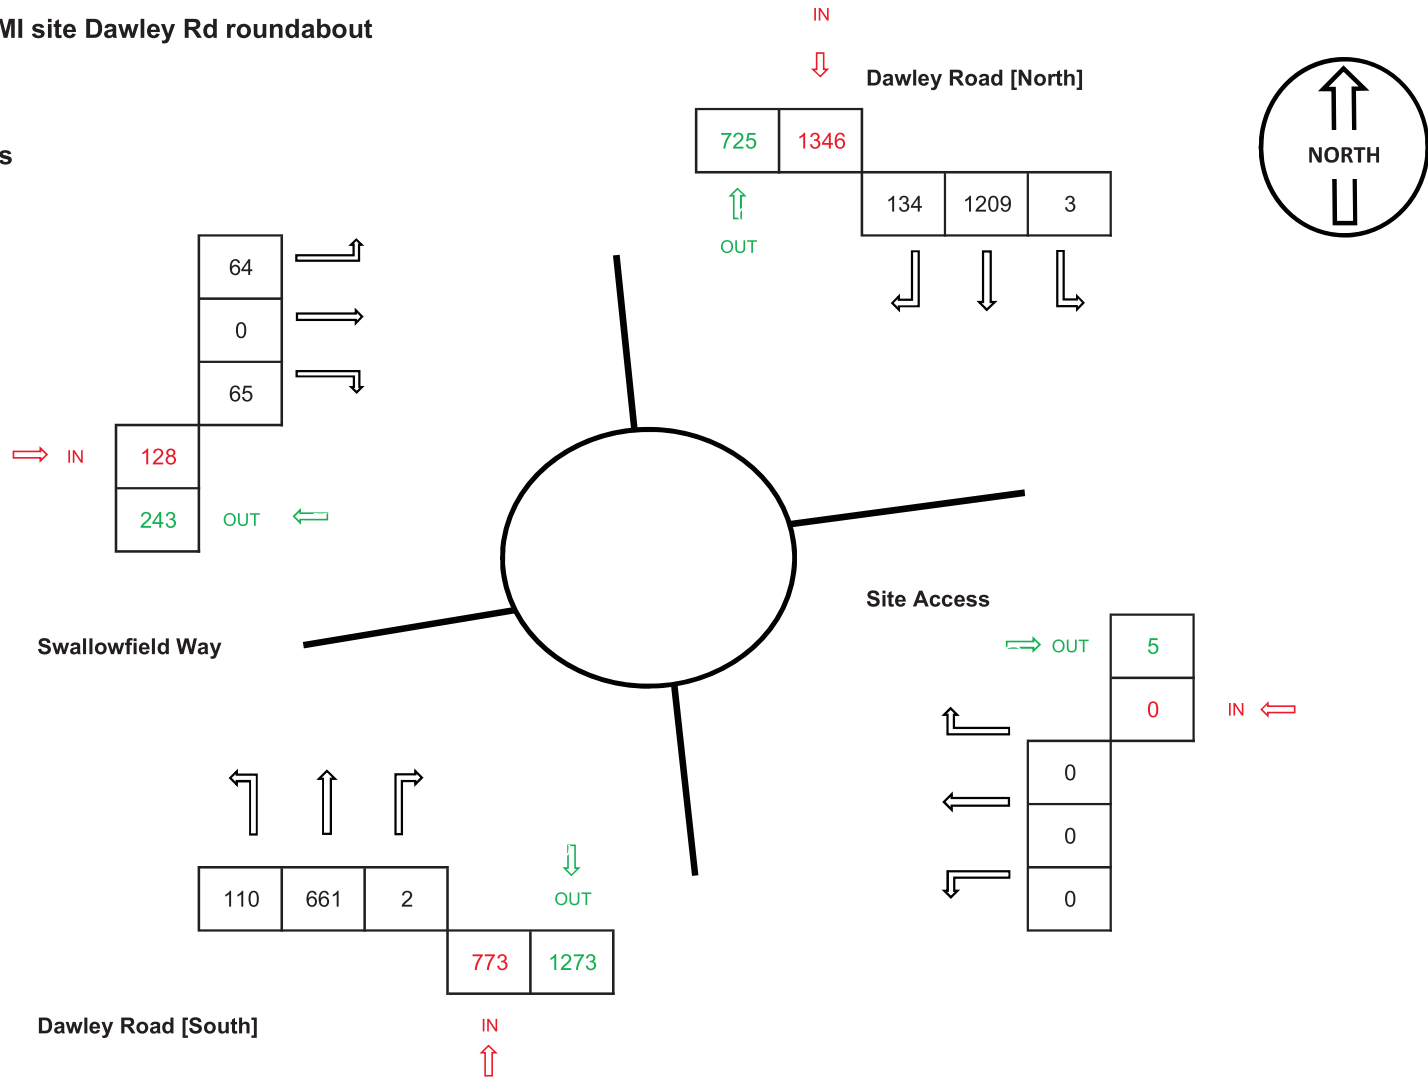 MI site Dawley Rd roundabout
IN
Dawley Road [North]
725 1346
NORTH
s
134 1209 3
OUT
64
0
65
128
IN
243
OUT
Site Access
Swallowfield Way
OUT
5
0
IN
0
0
0
110 661 2
OUT
773 1273
Dawley Road [South]
IN